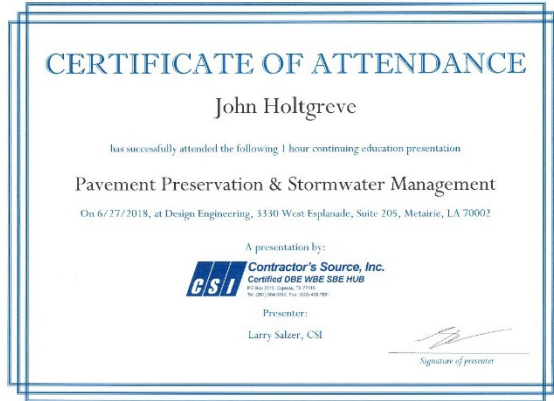 CERTIFICATE OF ATTENDANCE
John Holtgreve
has successfully attended the following 1 hour continuing education presentation
Pavement Preservation & Stormwater Management
On 6/27/2018, at Design Engineering, 3330 West Esplanade, Suite 205, Metairie, LA 70002
A presentation by:
CSI
Contractor's Source, Inc.
Certified DBE WBE SBE HUB
Presenter:
Larry Salzer, CSI
Signature of presenter